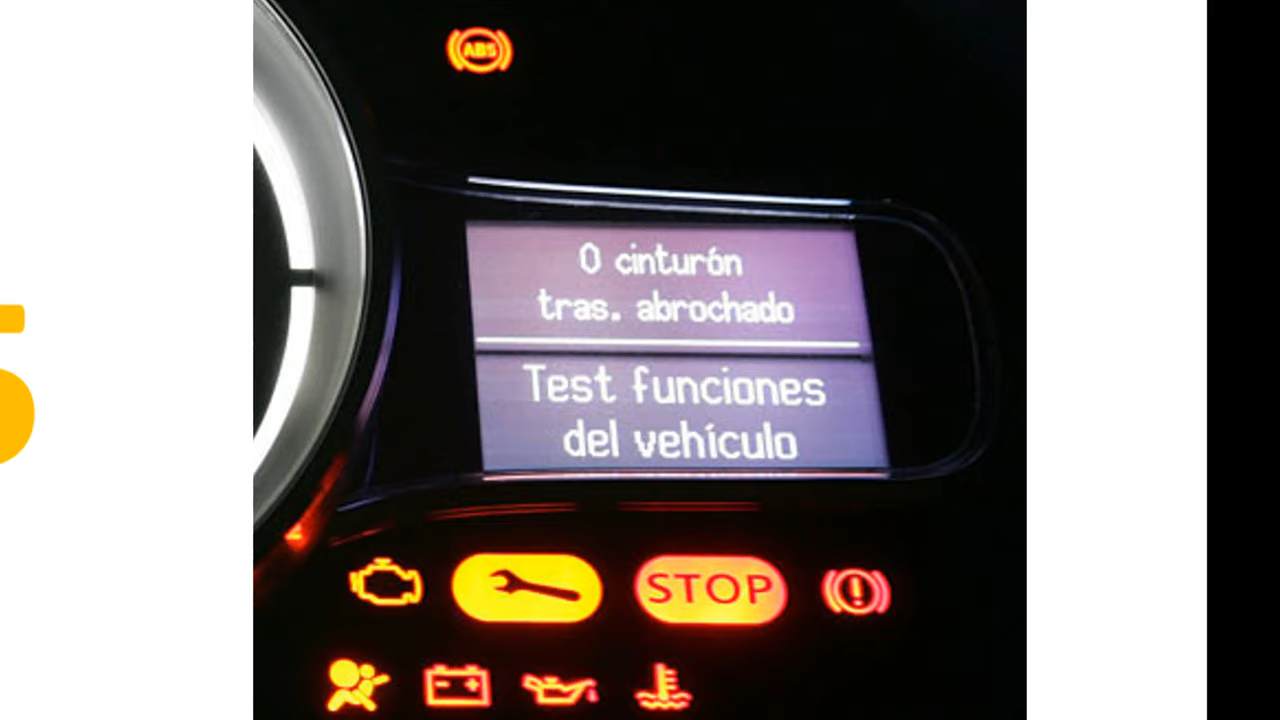 ABS
0 cinturón
tras. abrochado
Test funciones
del vehículo
STOP